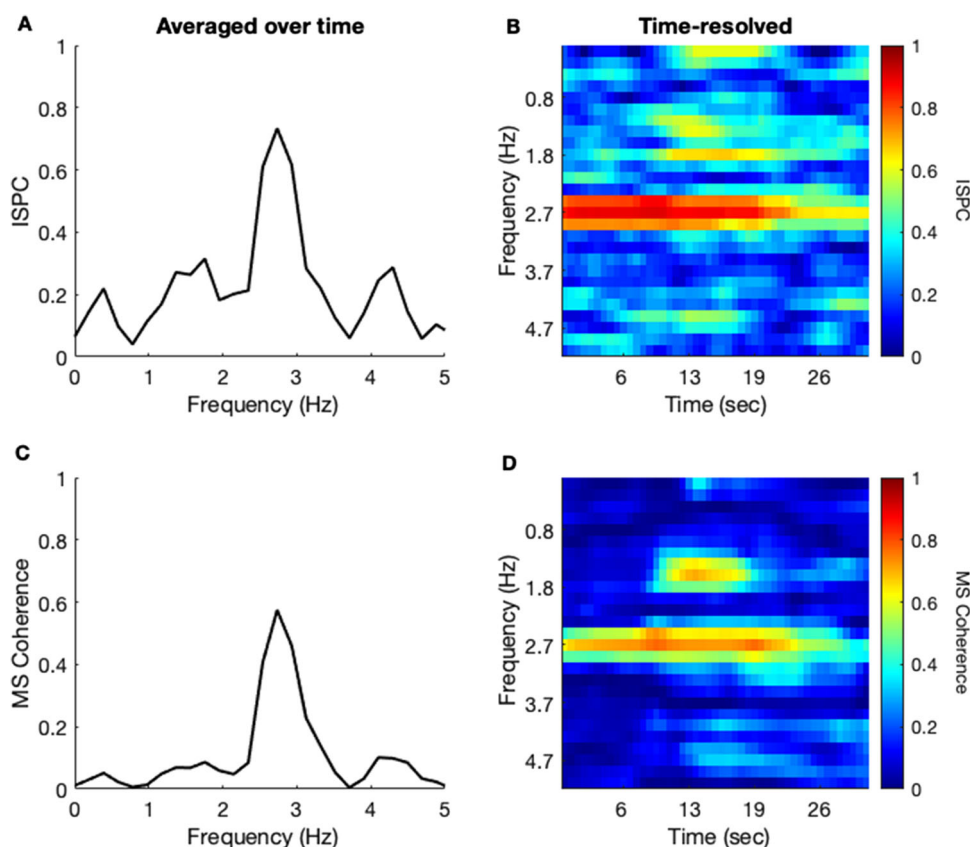 A
Averaged over time
1
0.8
0.6
0.4
0.2
0
ISPC
0 1 2 3 4 5
Frequency (Hz)
B
Time-resolved
0.8
1.8
2.7
3.7
4.7
Frequency (Hz)
6 13 19 26
Time (sec)
1
0.8
0.6
0.4
0.2
0
ISPC
C
1
0.8
0.6
0.4
0.2
0
MS Coherence
0 1 2 3 4 5
Frequency (Hz)
D
0.8
1.8
2.7
3.7
4.7
Frequency (Hz)
6 13 19 26
Time (sec)
1
0.8
0.6
0.4
0.2
0
MS Coherence